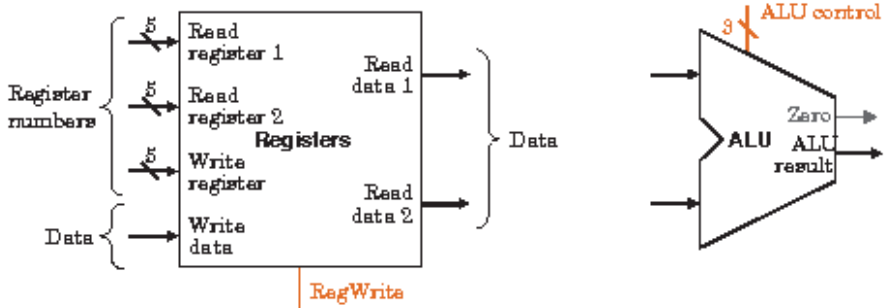 5
Read
register 1
5
Read
register 2
5
Write
register
Write
data
Register
numbers
Data
Registers
Read
data 1
Read
data 2
Data
RegWrite
3
ALU control
Zero
ALU
ALU
result